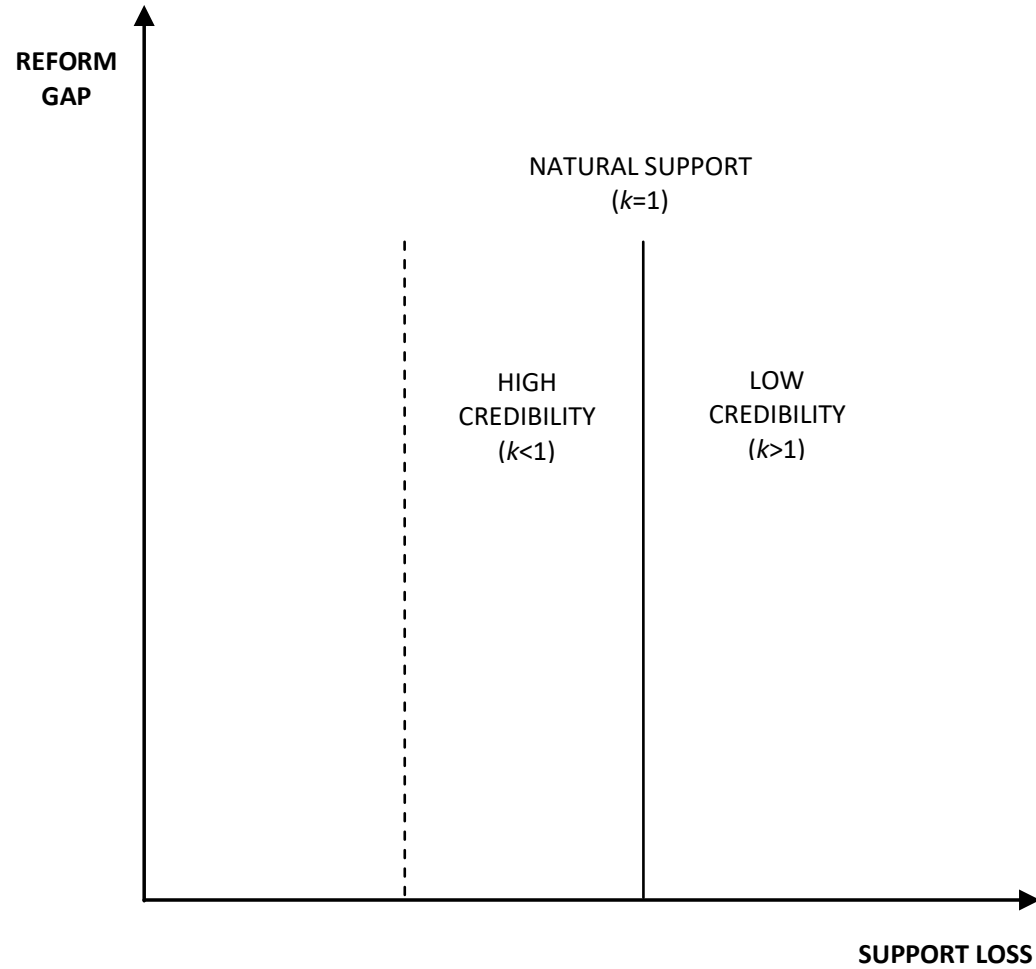 REFORM
GAP
NATURAL SUPPORT
(k=1)
HIGH
CREDIBILITY
(k<1)
LOW
CREDIBILITY
(k>1)
SUPPORT LOSS